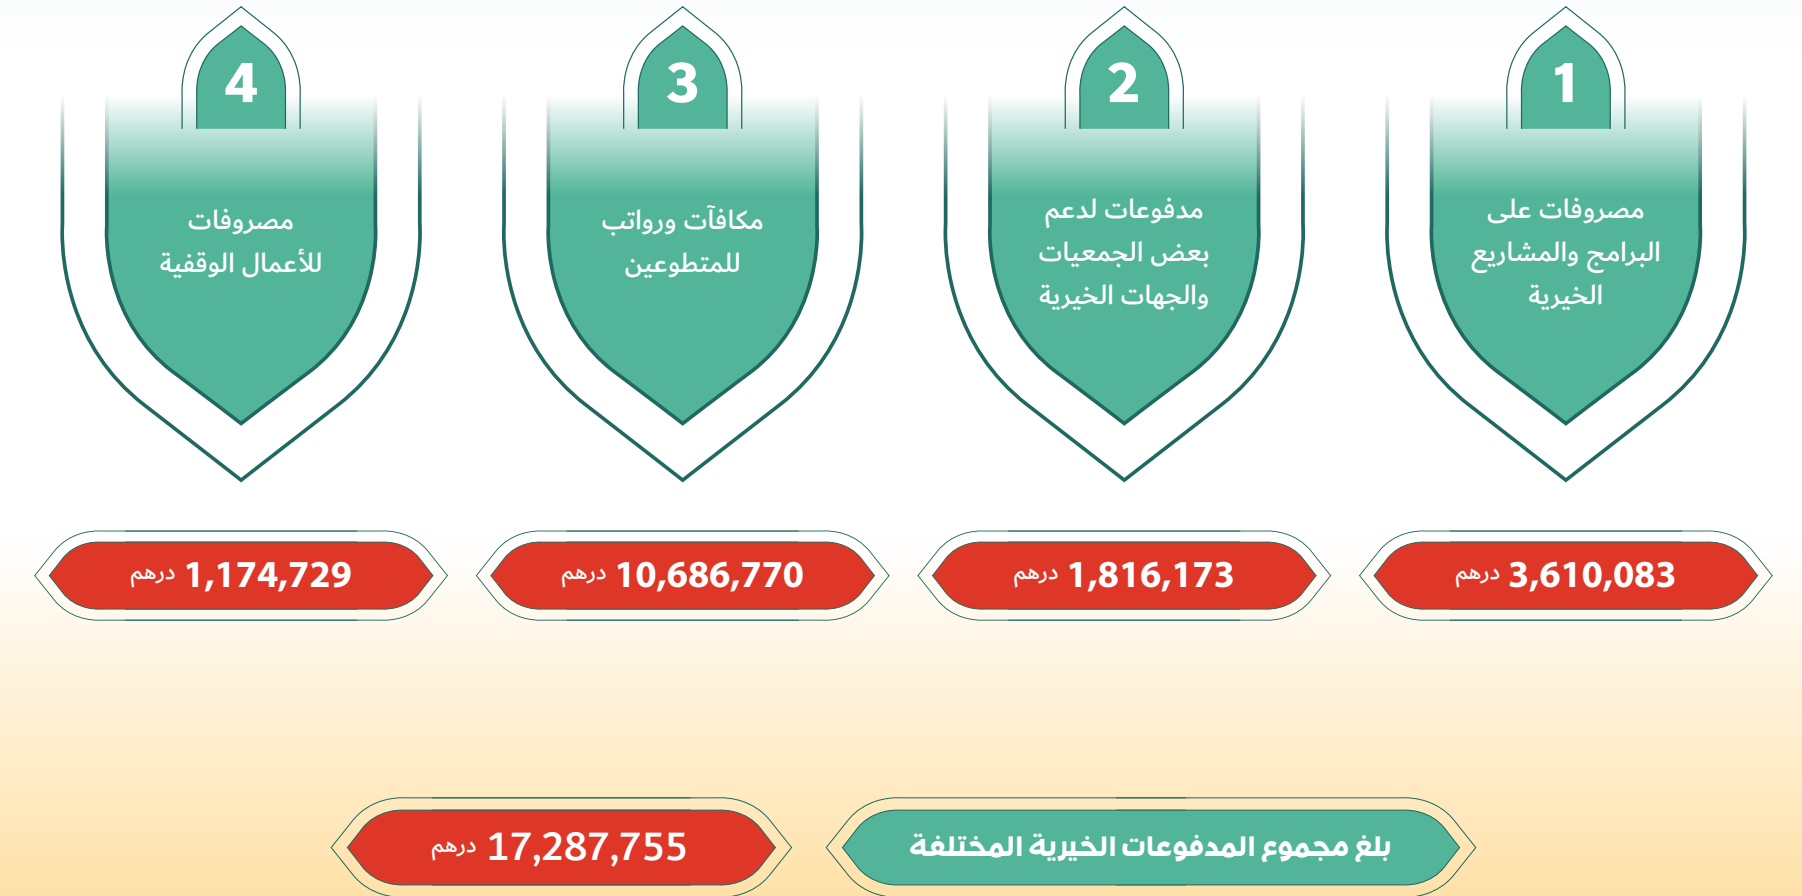 1
مصروفات على
البرامج والمشاريع
الخيرية
3,610,083 درهم
2
مدفوعات لدعم
بعض الجمعيات
والجهات الخيرية
1,816,173 درهم
3
مكافآت ورواتب
للمتطوعين
10,686,770 درهم
4
مصروفات
للأعمال الوقفية
1,174,729 درهم
بلغ مجموع المدفوعات الخيرية المختلفة
17,287,755 درهم